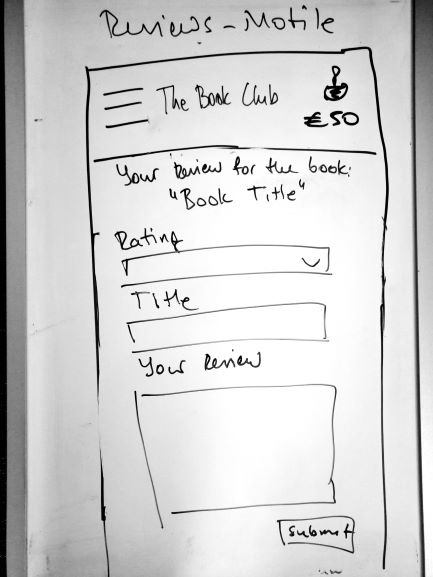 Reviews - Mobile
The Book Club
€50
Your Review for the book:
"Book Title"
Rating
Title
Your Review
Submit